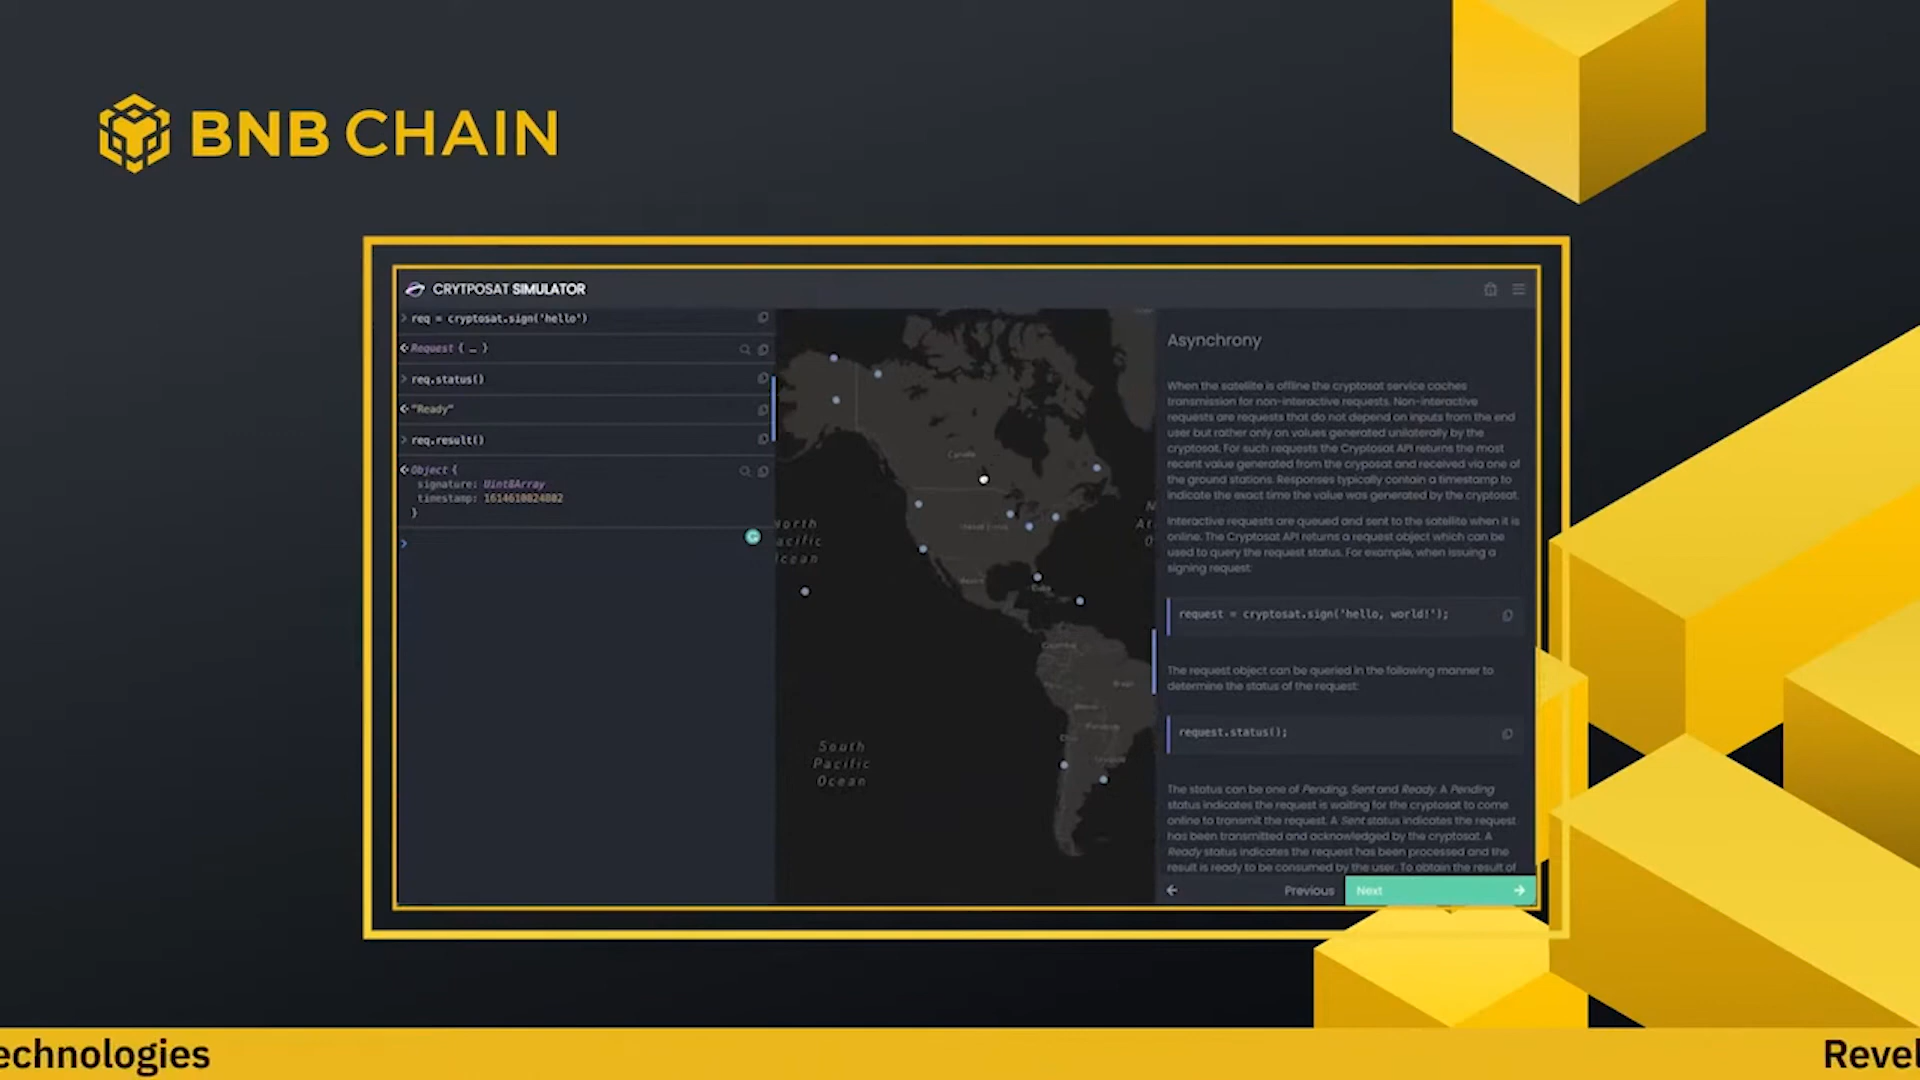 BNB CHAIN
CRYTPOSAT SIMULATOR
req = cryptosat.sign('hello')
Request { … }
req.status()
"Ready"
req.result()
Object {
signature: Uint8Array
timestamp: 1614610824802
}
Canada
United States
Mexico
Cuba
North
Pacific
Ocean
Colombia
Brazil
South
Pacific
Ocean
Asynchrony
When the satellite is offline the cryptosat service caches
transmission for non-interactive requests. Non-interactive
requests are requests that do not depend on inputs from the end
user but rather only on values generated unilaterally by the
cryptosat. For such requests the Cryptosat API returns the most
recent value generated from the cryposat and received via one of
the ground stations. Responses typically contain a timestamp to
indicate the exact time the value was generated by the cryptosat.
Interactive requests are queued and sent to the satellite when it is
online. The Cryptosat API returns a request object which can be
used to query the request status. For example, when issuing a
signing request:
request = cryptosat.sign('hello, world!');
The request object can be queried in the following manner to
determine the status of the request:
request.status();
The status can be one of Pending, Sent and Ready. A Pending
status indicates the request is waiting for the cryptosat to come
online to transmit the request. A Sent status indicates the request
has been transmitted and acknowledged by the cryptosat. A
Ready status indicates the request has been processed and the
result is ready to be consumed by the user. To obtain the result of
Previous
Next
echnologies
Revel